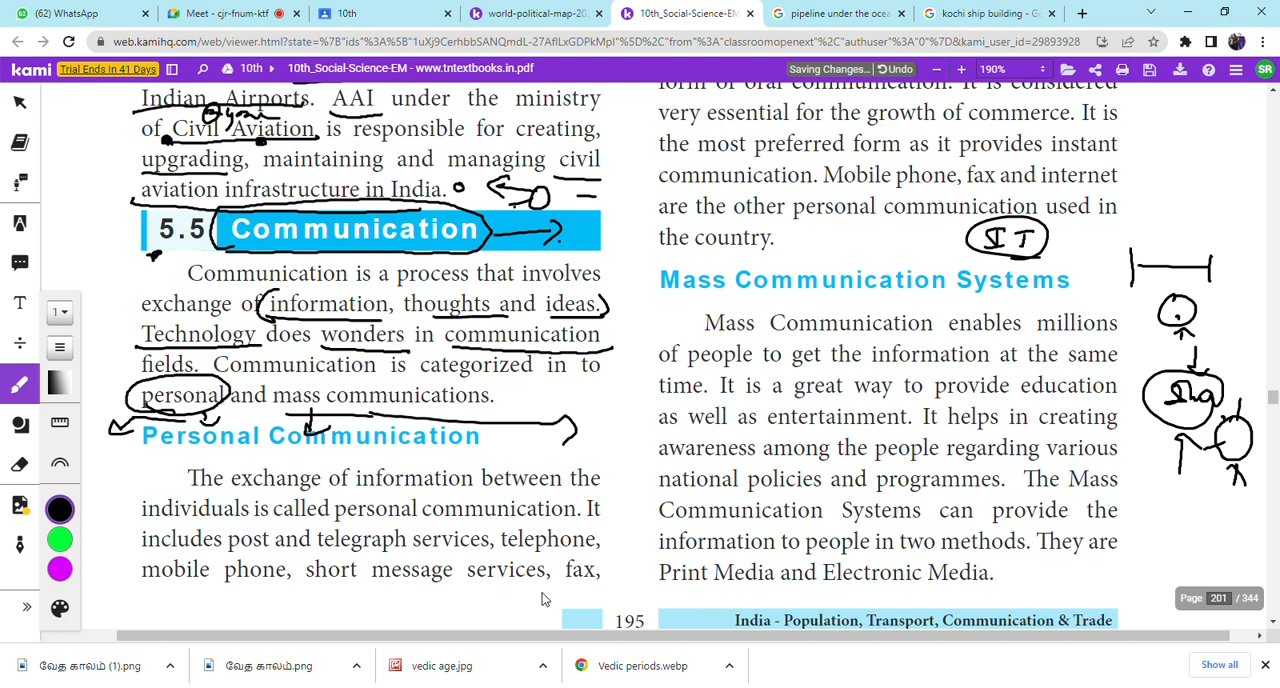 (62) WhatsApp
Meet - cjr-fnum-ktf
10th
world-political-map-20
10th_Social-Science-EM
pipeline under the ocea
kochi ship building - Go
web.kamihq.com/web/viewer.html?state=%7B"ids"%3A%5B"1uXj9CerhbbSANQmdL-27AflLxGDPkMpI"%5D%2C"from"%3A"classroomopenext"%2C"authuser"%3A"0"%7D&kami_user_id=29893928
kami
Trial Ends In 41 Days
10th
10th_Social-Science-EM - www.tntextbooks.in.pdf
Saving Changes...
Undo
190%
SR
Indian Airports. AAI under the ministry
of Civil Aviation is responsible for creating,
upgrading, maintaining and managing civil
aviation infrastructure in India.
5.5 Communication
Communication is a process that involves
exchange of information, thoughts and ideas.
Technology does wonders in communication
fields. Communication is categorized in to
personal and mass communications.
Personal Communication
The exchange of information between the
individuals is called personal communication. It
includes post and telegraph services, telephone,
mobile phone, short message services, fax,
form of oral communication. It is considered
very essential for the growth of commerce. It is
the most preferred form as it provides instant
communication. Mobile phone, fax and internet
are the other personal communication used in
the country.
IT
Mass Communication Systems
Mass Communication enables millions
of people to get the information at the same
time. It is a great way to provide education
as well as entertainment. It helps in creating
awareness among the people regarding various
national policies and programmes. The Mass
Communication Systems can provide the
information to people in two methods. They are
Print Media and Electronic Media.
195
India - Population, Transport, Communication & Trade
1
T
Page 201 / 344
வேத காலம் (1).png
வேத காலம்.png
vedic age.jpg
Vedic periods.webp
Show all